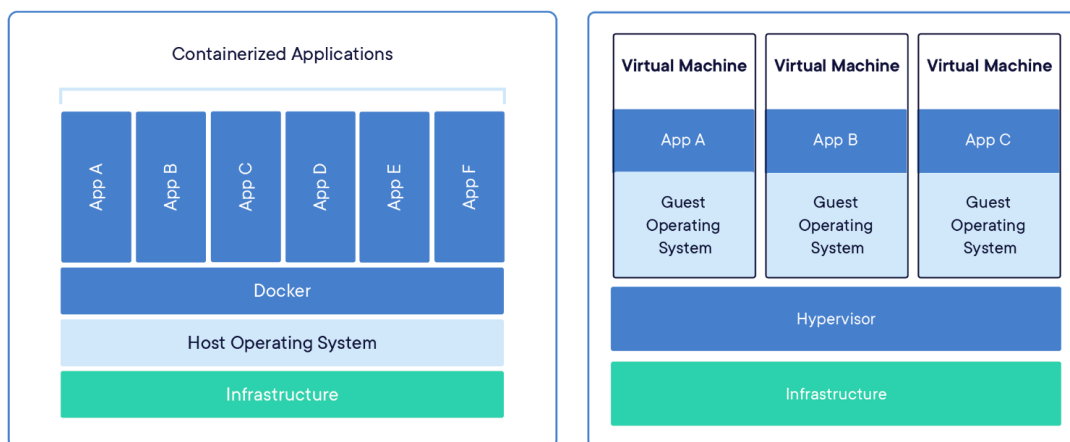 Containerized Applications
App A
App B
App C
App D
App E
App F
Docker
Host Operating System
Infrastructure
Virtual Machine
App A
Guest
Operating
System
Virtual Machine
App B
Guest
Operating
System
Virtual Machine
App C
Guest
Operating
System
Hypervisor
Infrastructure